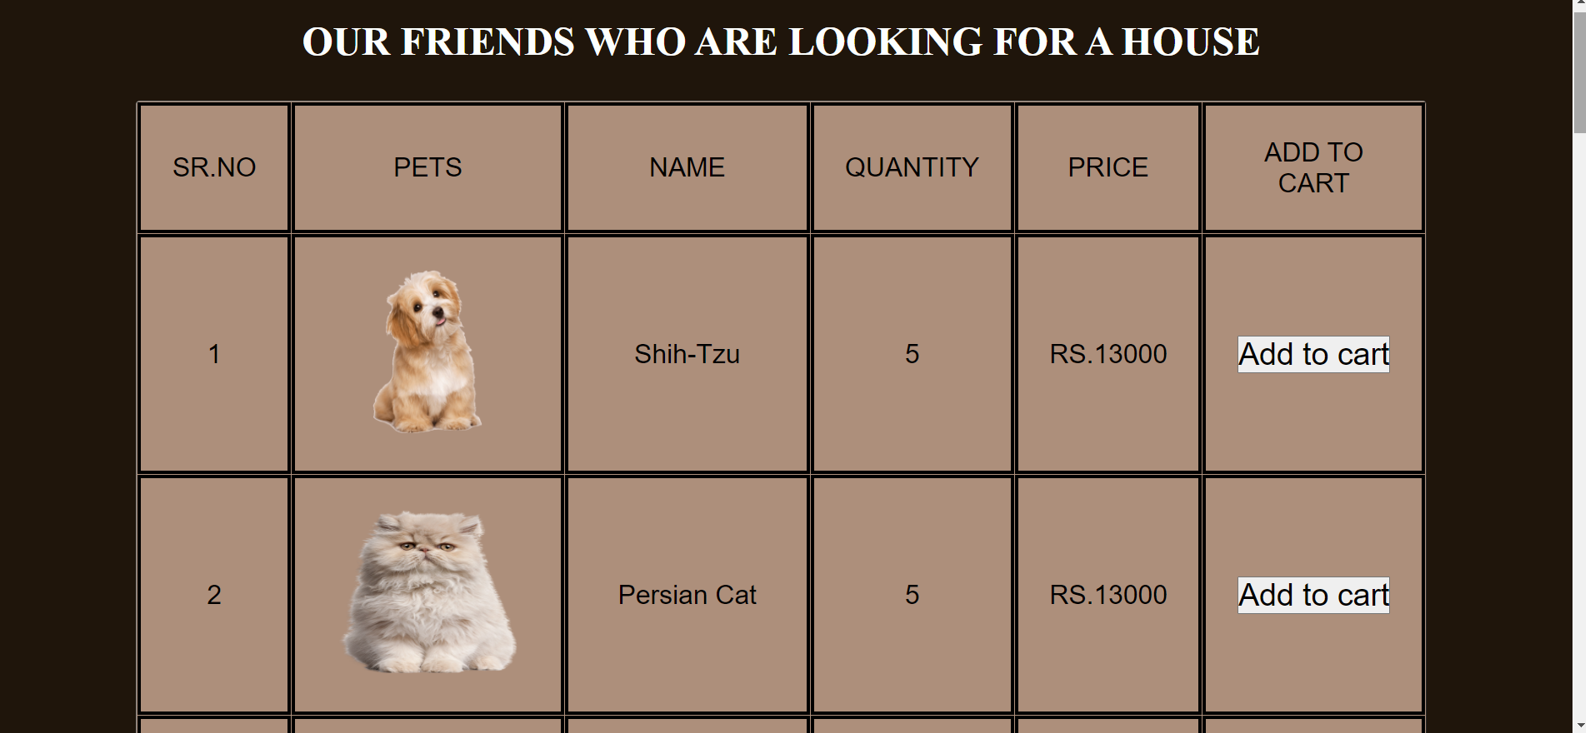 OUR FRIENDS WHO ARE LOOKING FOR A HOUSE
SR.NO PETS NAME QUANTITY PRICE ADD TO
CART
1 Shih-Tzu 5 RS.13000 Add to cart
2 Persian Cat 5 RS.13000 Add to cart